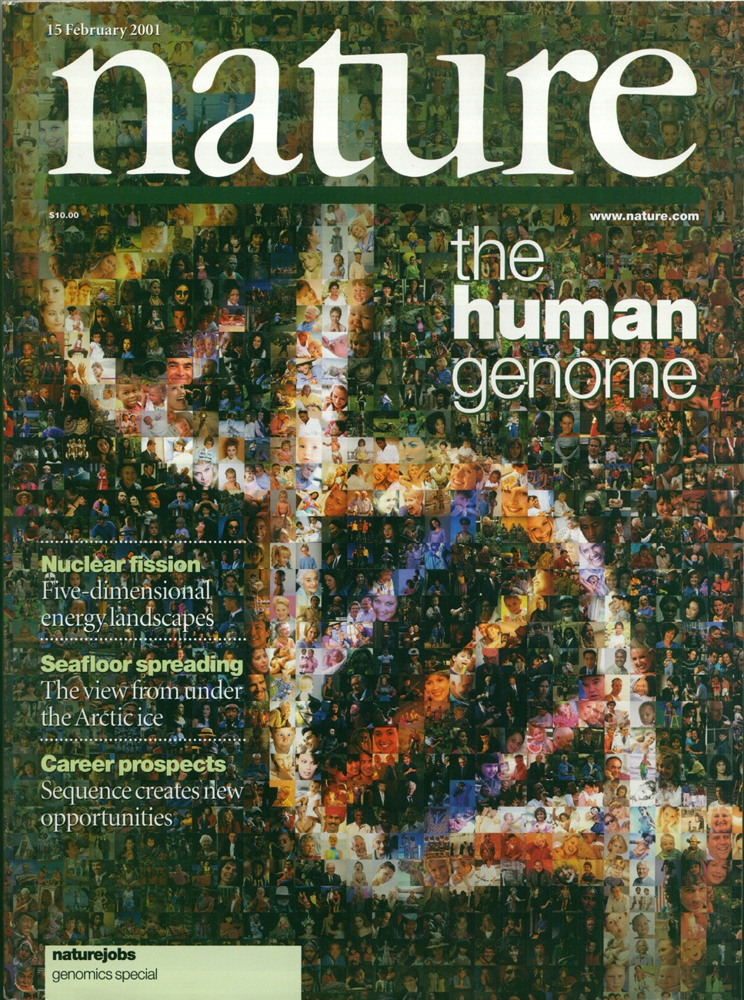 15 February 2001
nature
$10.00
www.nature.com
the
human
genome
Nuclear fission
Five-dimensional
energy landscapes
Seafloor spreading
The view from under
the Arctic ice
Career prospects
Sequence creates new
opportunities
naturejobs
genomics special